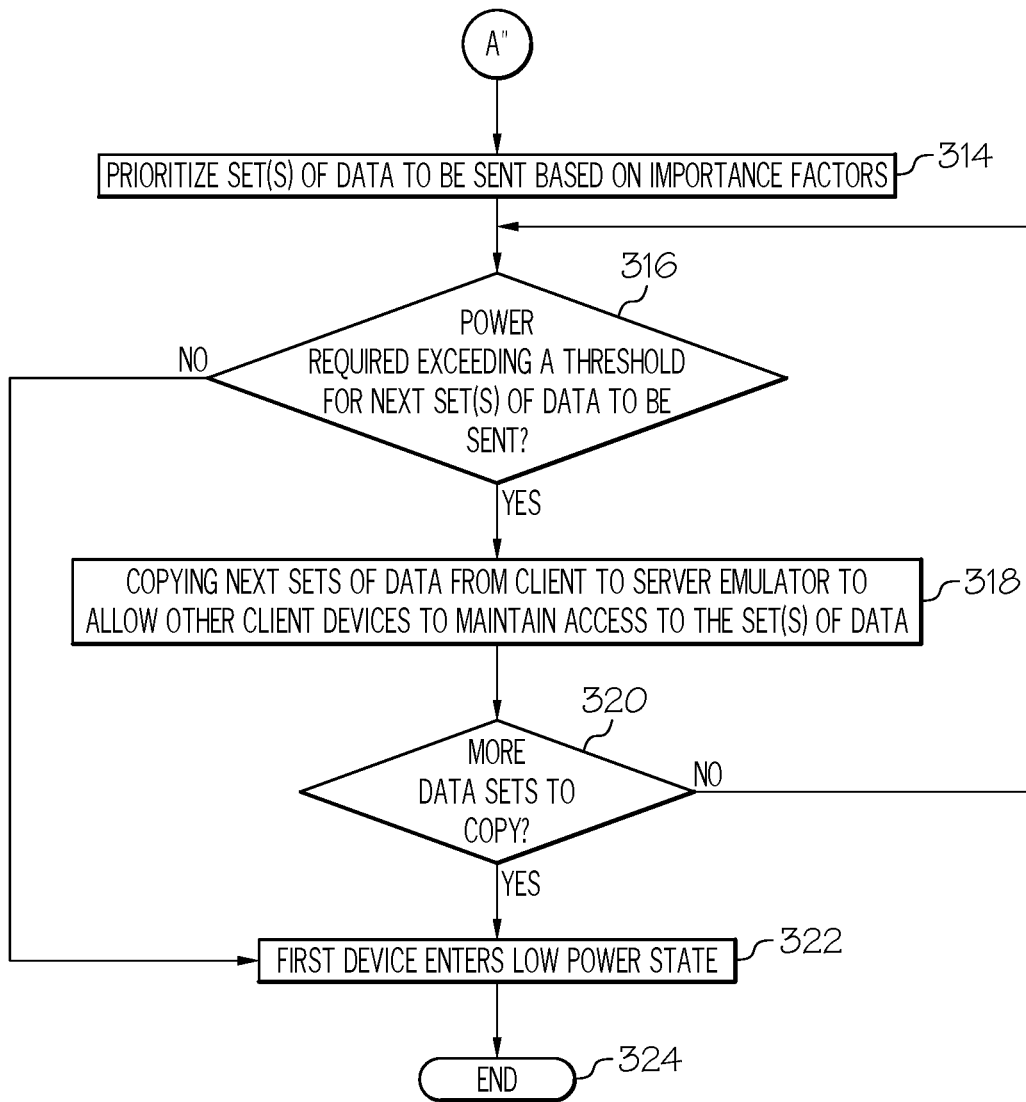 A"
PRIORITIZE SET(S) OF DATA TO BE SENT BASED ON IMPORTANCE FACTORS
314
316
POWER
REQUIRED EXCEEDING A THRESHOLD
FOR NEXT SET(S) OF DATA TO BE
SENT?
NO
YES
COPYING NEXT SETS OF DATA FROM CLIENT TO SERVER EMULATOR TO
ALLOW OTHER CLIENT DEVICES TO MAINTAIN ACCESS TO THE SET(S) OF DATA
318
320
MORE
DATA SETS TO
COPY?
NO
YES
FIRST DEVICE ENTERS LOW POWER STATE
322
END
324